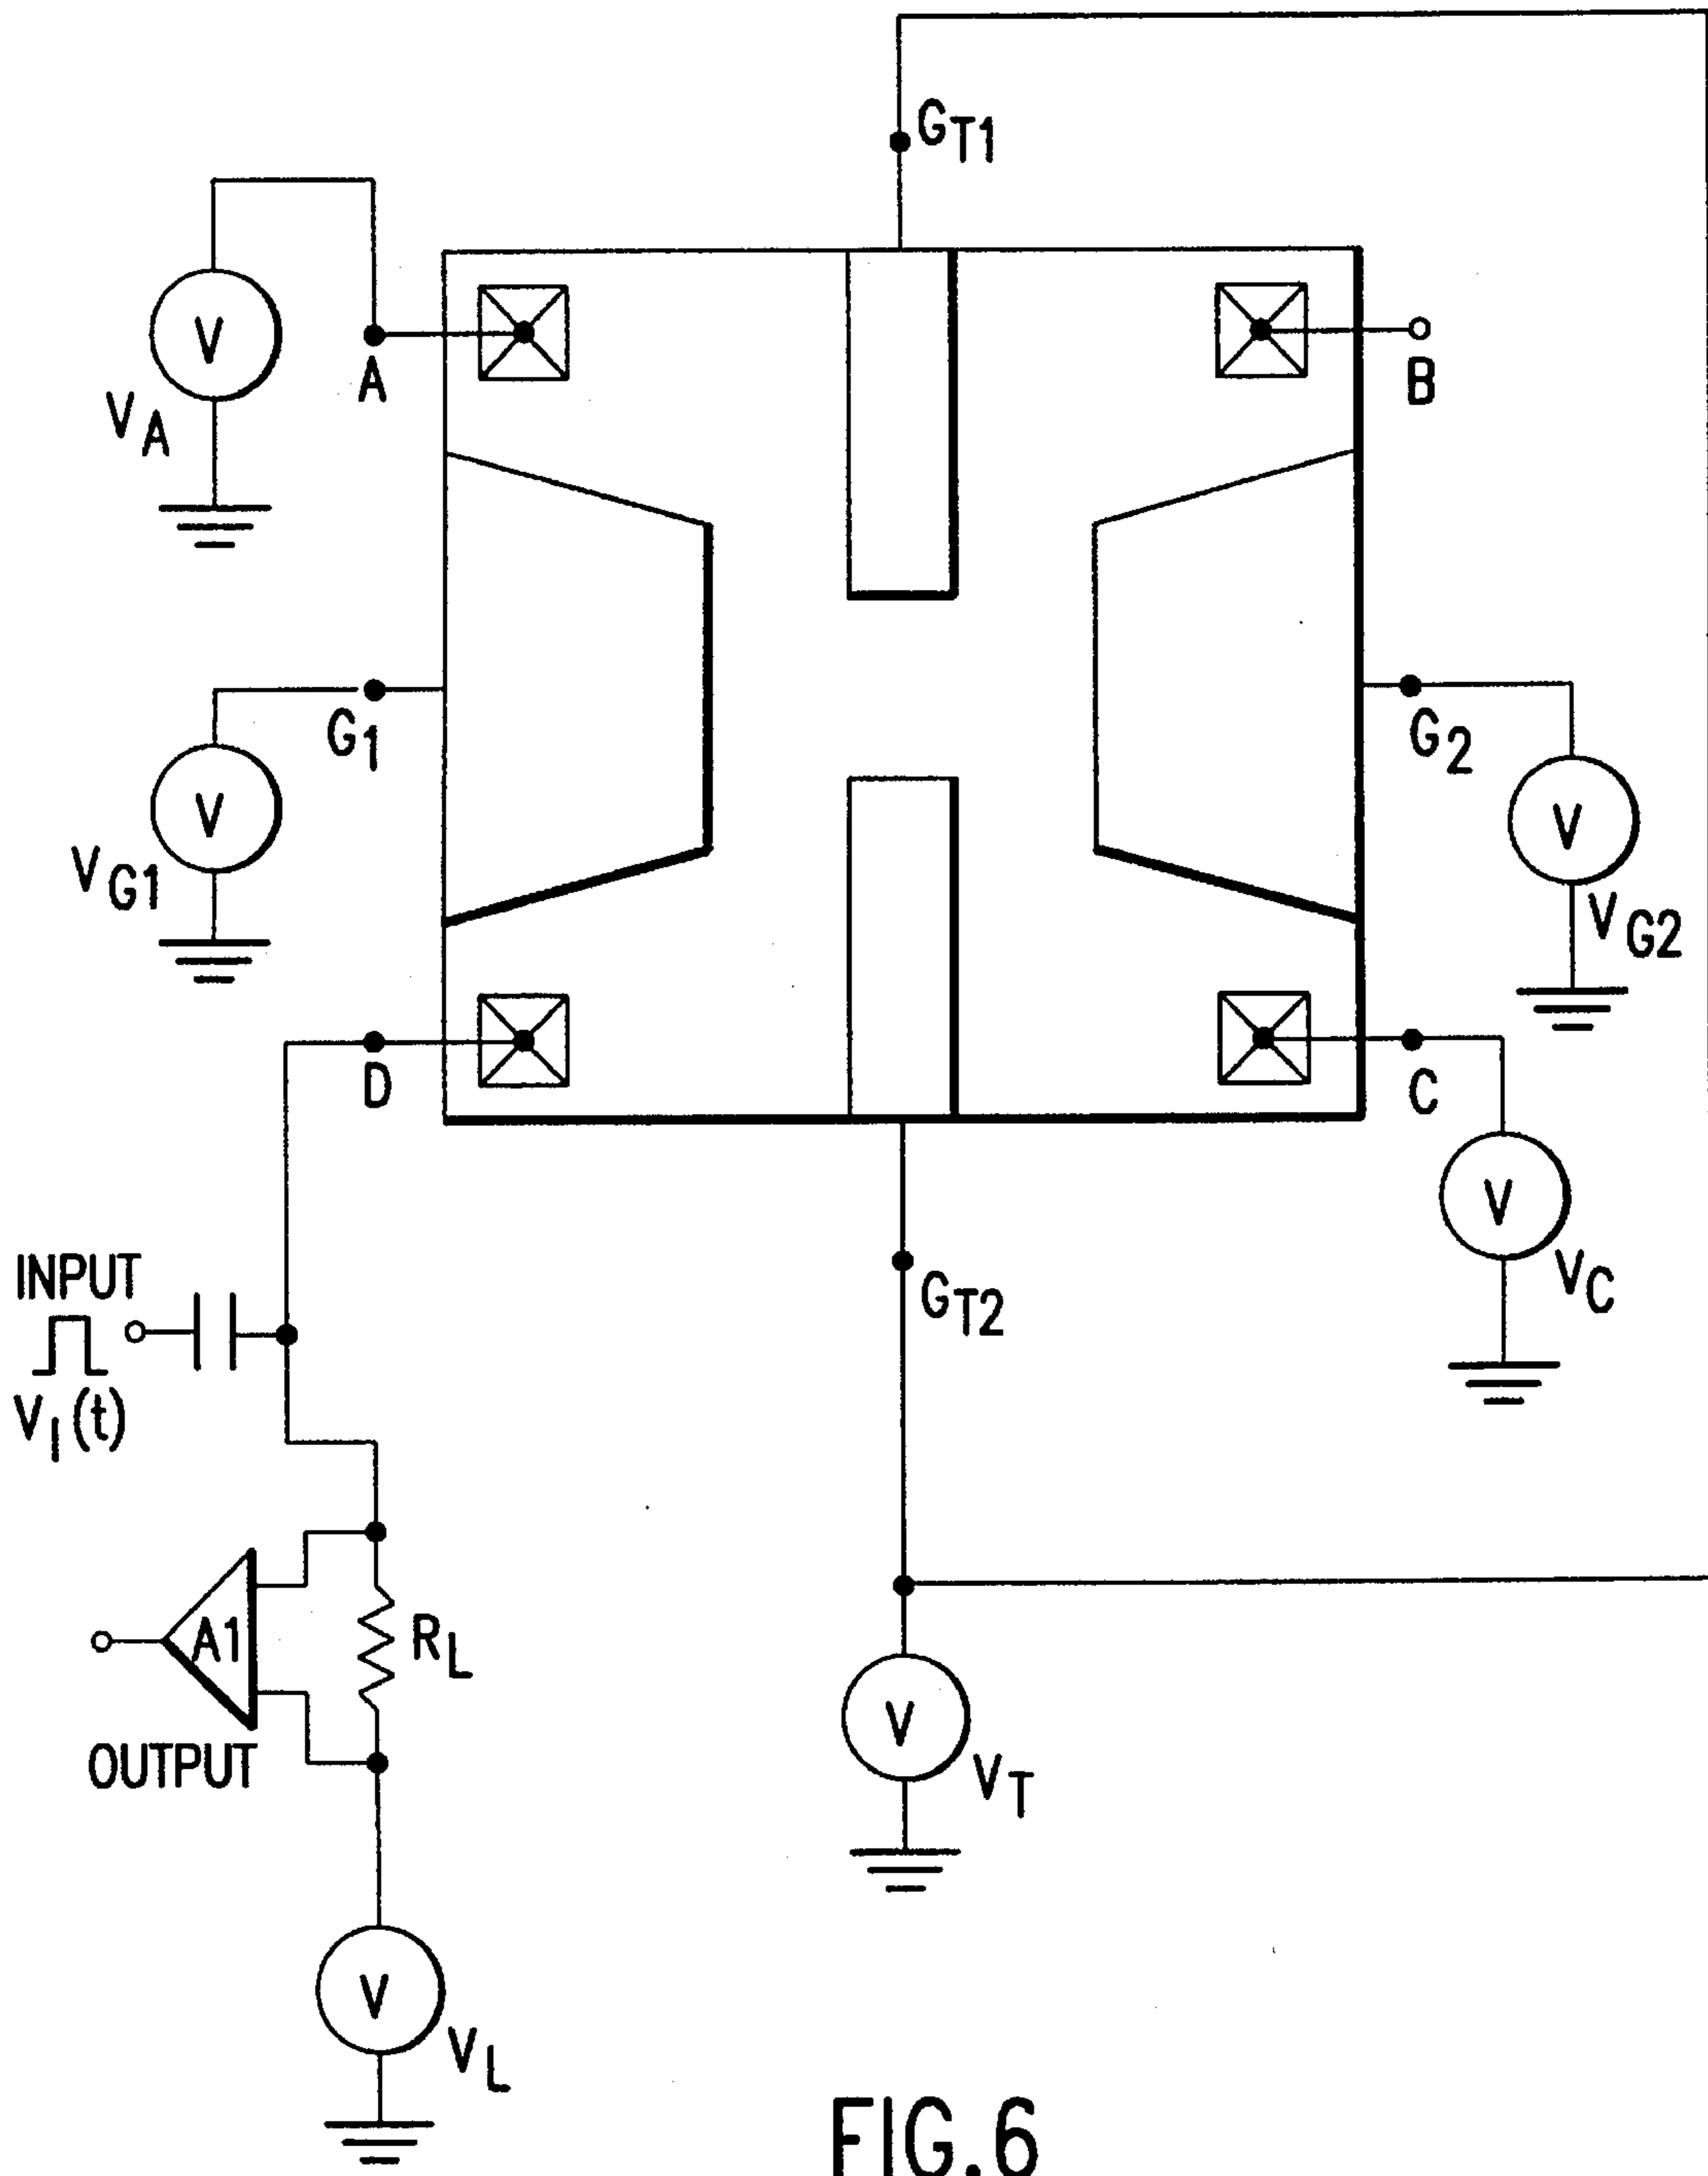 GT1
V
VA
A
B
G1
V
VG1
G2
V
VG2
D
C
V
VC
INPUT
VI(t)
GT2
A1
RL
OUTPUT
V
VT
V
VL
FIG.6